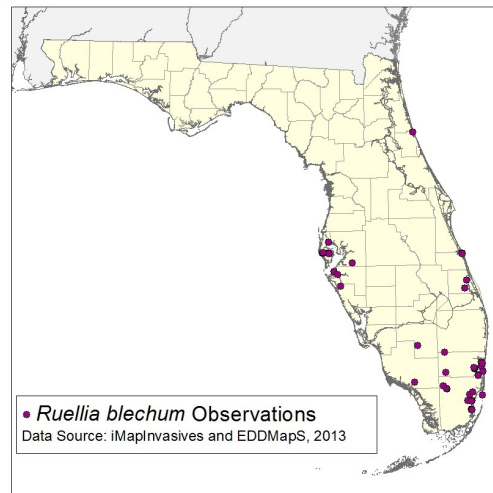 Ruellia blechum Observations
Data Source: iMapInvasives and EDDMapS, 2013